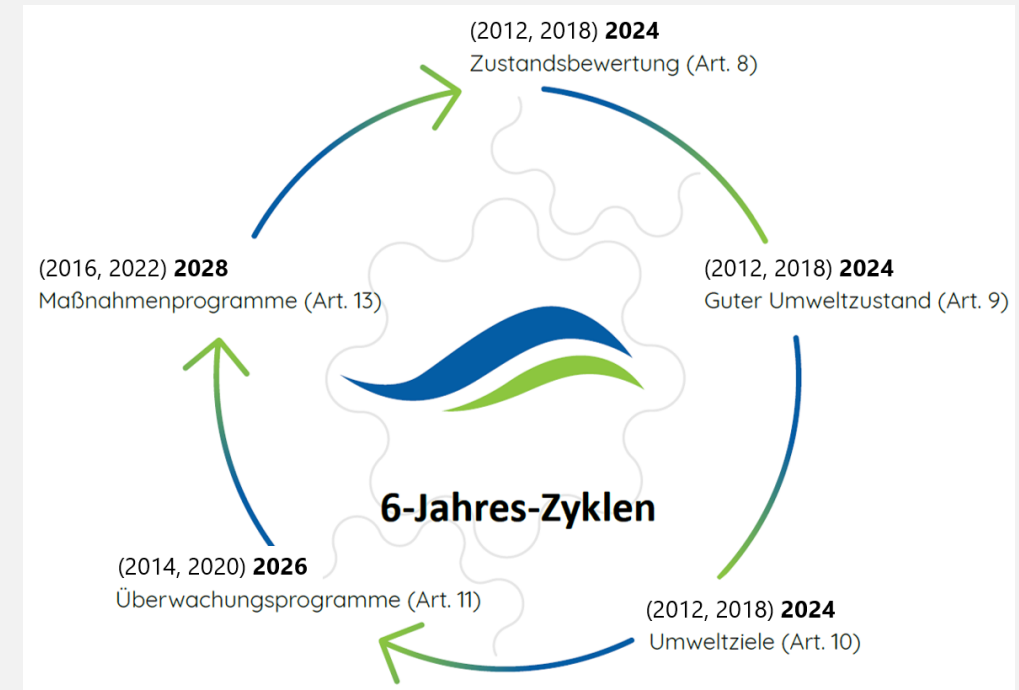 (2012, 2018) 2024
Zustandsbewertung (Art. 8)
(2016, 2022) 2028
Maßnahmenprogramme (Art. 13)
(2012, 2018) 2024
Guter Umweltzustand (Art. 9)
6-Jahres-Zyklen
(2014, 2020) 2026
Überwachungsprogramme (Art. 11)
(2012, 2018) 2024
Umweltziele (Art. 10)